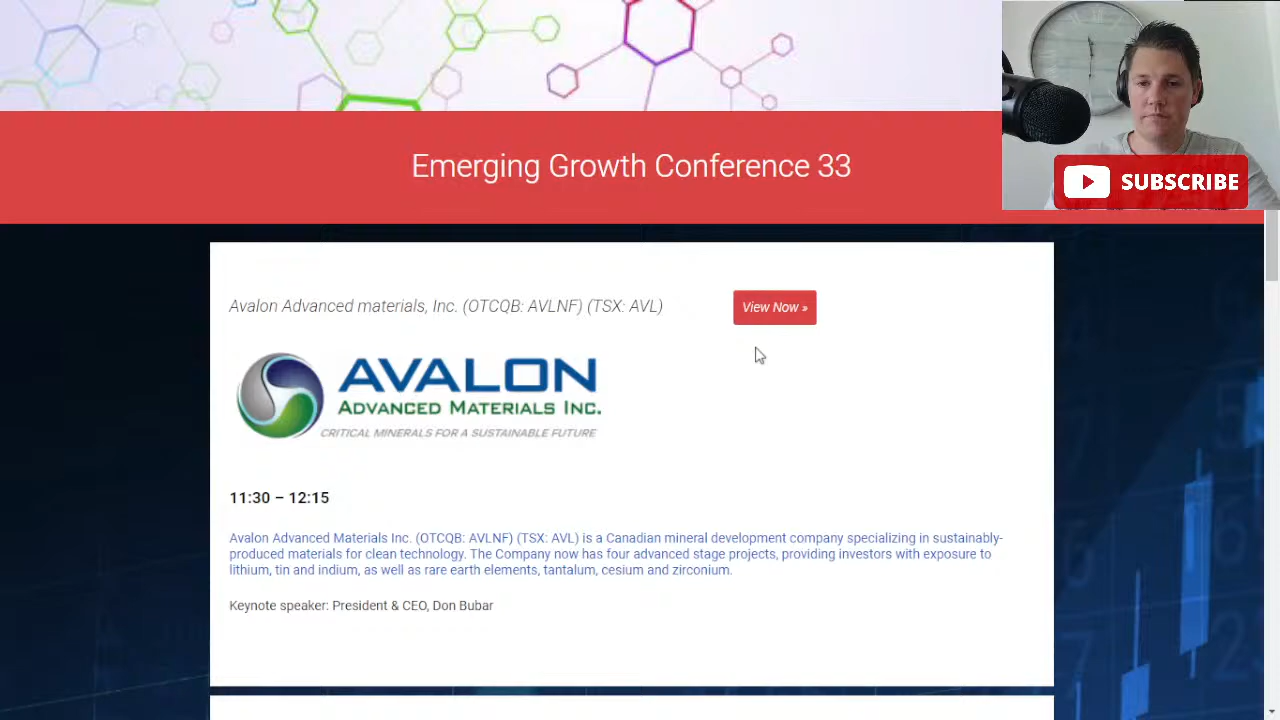 SUBSCRIBE
Emerging Growth Conference 33
Avalon Advanced materials, Inc. (OTCQB: AVLNF) (TSX: AVL)
View Now »
AVALON
ADVANCED MATERIALS INC.
CRITICAL MINERALS FOR A SUSTAINABLE FUTURE
11:30 – 12:15
Avalon Advanced Materials Inc. (OTCQB: AVLNF) (TSX: AVL) is a Canadian mineral development company specializing in sustainably-
produced materials for clean technology. The Company now has four advanced stage projects, providing investors with exposure to
lithium, tin and indium, as well as rare earth elements, tantalum, cesium and zirconium.
Keynote speaker: President & CEO, Don Bubar